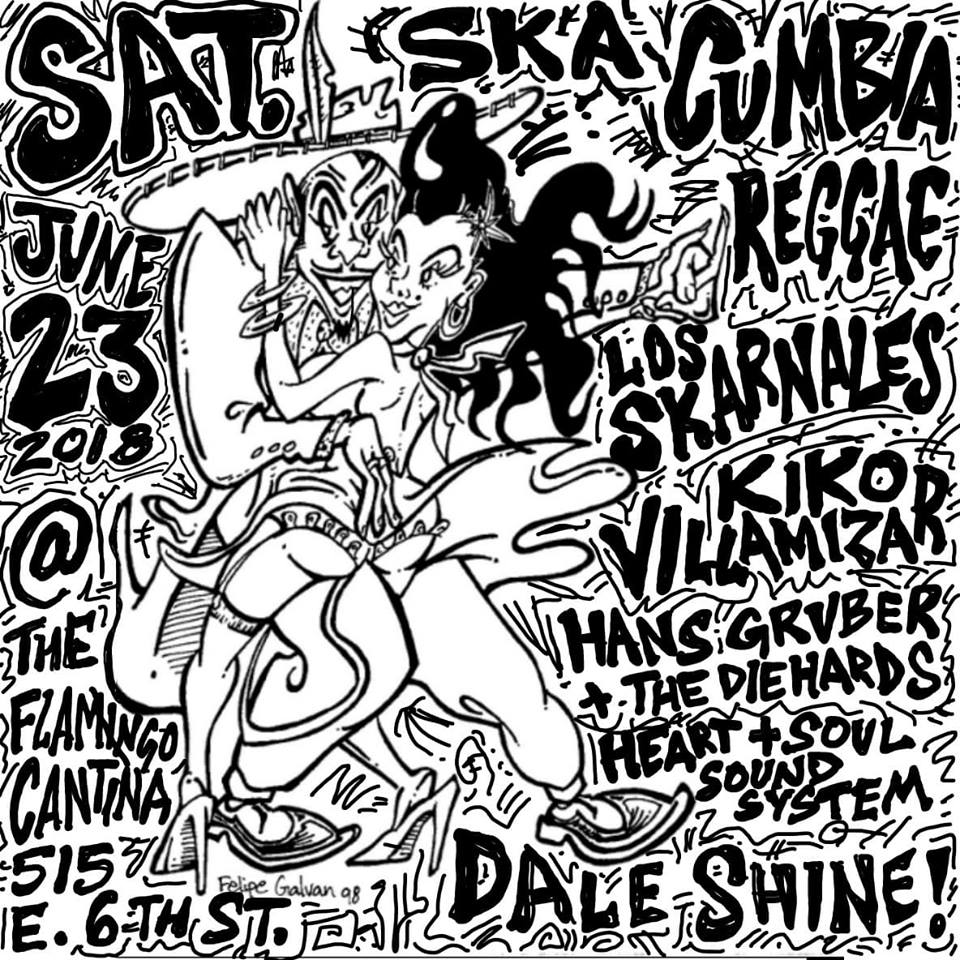 SAT.
JUNE
23
2018
@
THE
FLAMINGO
CANTINA
515
E. 6TH ST.
SKA
CUMBIA
REGGAE
LOS
SKARNALES
KIKO
VILLAMIZAR
HANS GRUBER
+ THE DIEHARDS
HEART + SOUL
SOUND
SYSTEM
DALE SHINE!
Felipe Galvan 98